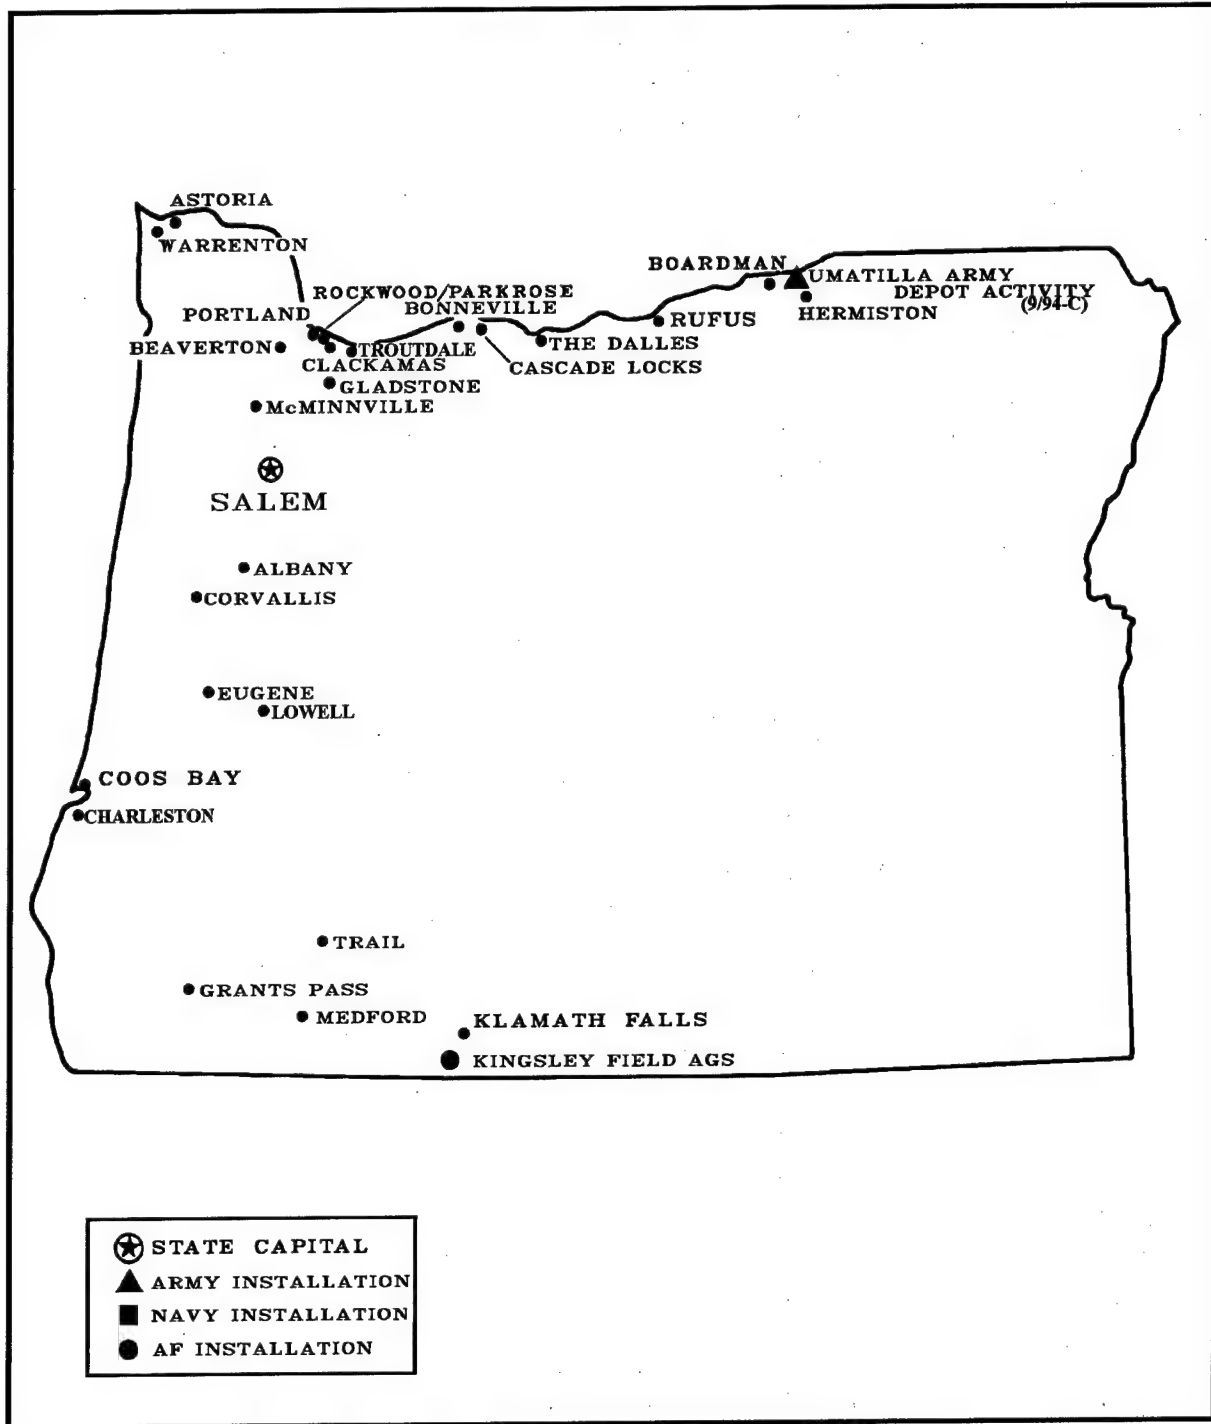 ASTORIA
WARRENTON
BOARDMAN
UMATILLA ARMY
DEPOT ACTIVITY
(9/94-C)
HERMISTON
ROCKWOOD/PARKROSE
BONNEVILLE
PORTLAND
RUFUS
BEAVERTON
TROUTDALE
THE DALLES
CLACKAMAS
CASCADE LOCKS
GLADSTONE
McMINNVILLE
SALEM
ALBANY
CORVALLIS
EUGENE
LOWELL
COOS BAY
CHARLESTON
TRAIL
GRANTS PASS
MEDFORD
KLAMATH FALLS
KINGSLEY FIELD AGS
STATE CAPITAL
ARMY INSTALLATION
NAVY INSTALLATION
AF INSTALLATION